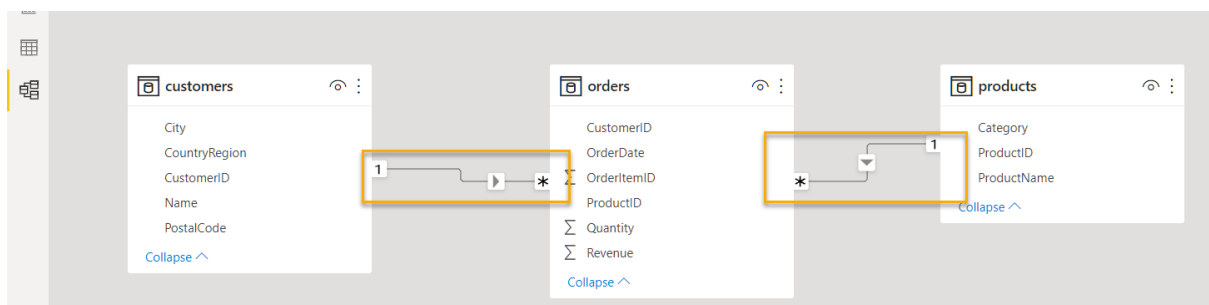 customers
City
CountryRegion
CustomerID
Name
PostalCode
Collapse
1
*
orders
CustomerID
OrderDate
Σ OrderItemID
ProductID
Σ Quantity
Σ Revenue
Collapse
*
1
products
Category
ProductID
ProductName
Collapse